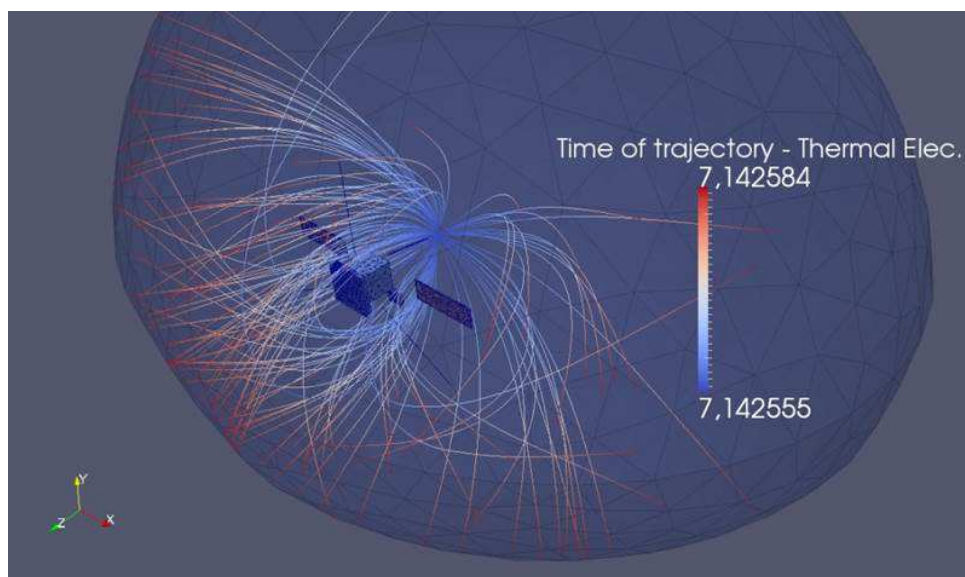 Time of trajectory - Thermal Elec.
7,142584
7,142555
Y
Z
X